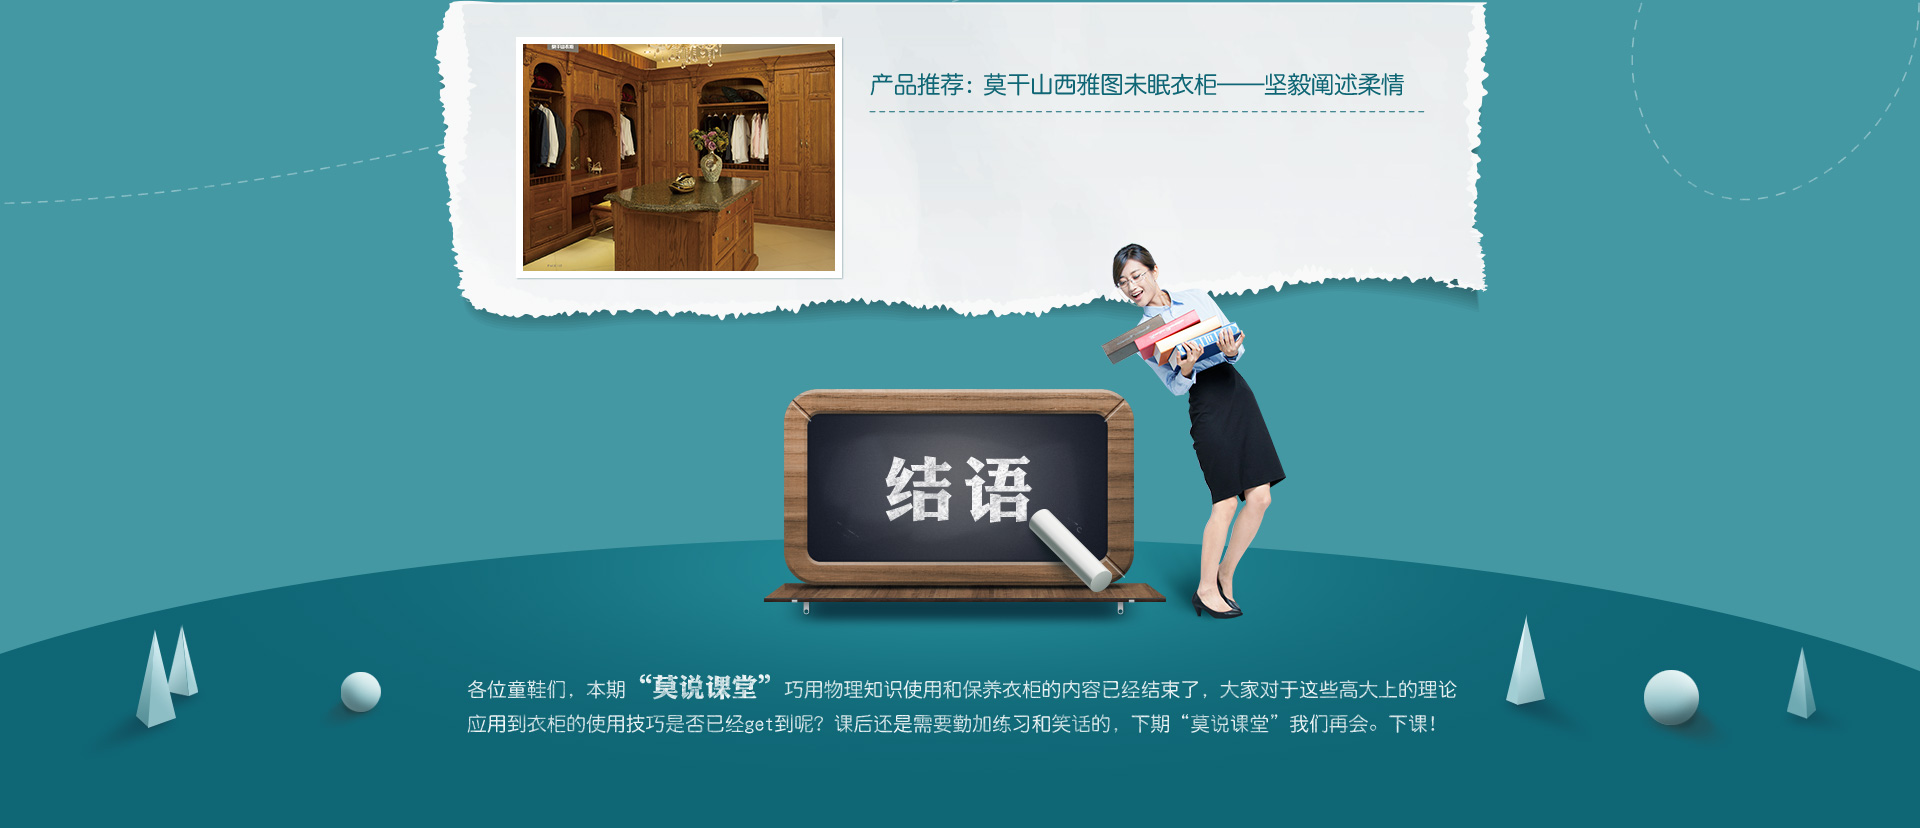 产品推荐：莫干山西雅图未眠衣柜——坚毅阐述柔情
结语
各位童鞋们，本期“莫说课堂”巧用物理知识使用和保养衣柜的内容已经结束了，大家对于这些高大上的理论
应用到衣柜的使用技巧是否已经get到呢？课后还是需要勤加练习和笑话的，下期“莫说课堂”我们再会。下课！